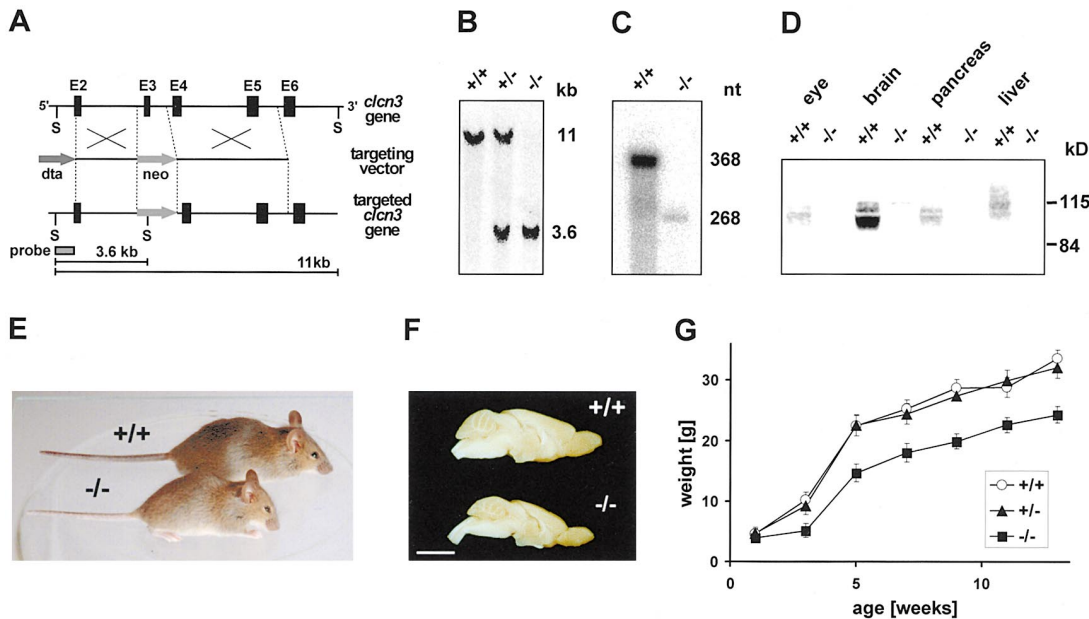 A
E2 E3 E4 E5 E6
5' 3' clcn3
gene
S S
targeting
vector
dta neo
targeted
clcn3
gene
S S
probe
3.6 kb
11kb
B
+/+ +/- -/- kb
11
3.6
C
+/+ -/- nt
368
268
D
eye brain pancreas liver
+/+ -/- +/+ -/- +/+ -/- +/+ -/- kD
115
84
E
+/+
-/-
F
+/+
-/-
G
weight [g]
30
20
10
0
0 5 10
age [weeks]
+/+
+/-
-/-